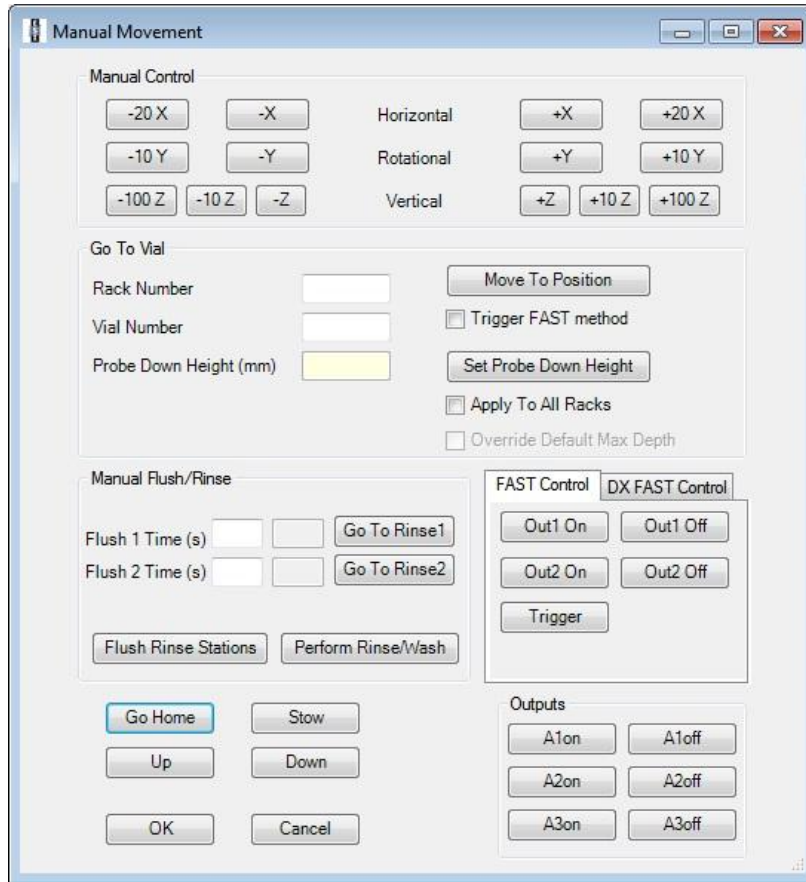 Manual Movement
Manual Control
-20 X -X Horizontal +X +20 X
-10 Y -Y Rotational +Y +10 Y
-100 Z -10 Z -Z Vertical +Z +10 Z +100 Z
Go To Vial
Rack Number
Move To Position
Vial Number
Trigger FAST method
Probe Down Height (mm)
Set Probe Down Height
Apply To All Racks
Override Default Max Depth
Manual Flush/Rinse
Flush 1 Time (s) Go To Rinse1
Flush 2 Time (s) Go To Rinse2
Flush Rinse Stations Perform Rinse/Wash
FAST Control DX FAST Control
Out1 On Out1 Off
Out2 On Out2 Off
Trigger
Go Home Stow
Up Down
OK Cancel
Outputs
A1on A1off
A2on A2off
A3on A3off